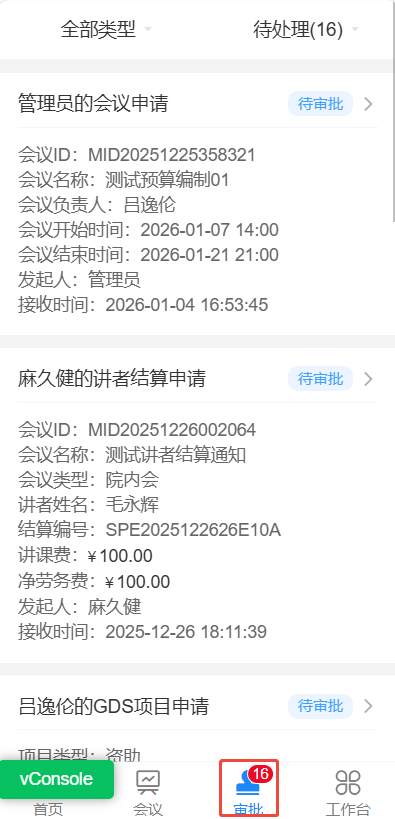 全部类型 待处理(16)
管理员的会议申请 待审批
会议ID：MID20251225358321
会议名称：测试预算编制01
会议负责人：吕逸伦
会议开始时间：2026-01-07 14:00
会议结束时间：2026-01-21 21:00
发起人：管理员
接收时间：2026-01-04 16:53:45
麻久健的讲者结算申请 待审批
会议ID：MID20251226002064
会议名称：测试讲者结算通知
会议类型：院内会
讲者姓名：毛永辉
结算编号：SPE2025122626E10A
讲课费：¥100.00
净劳务费：¥100.00
发起人：麻久健
接收时间：2025-12-26 18:11:39
吕逸伦的GDS项目申请 待审批
项目类型：资助
vConsole 16
首页 会议 审批 工作台